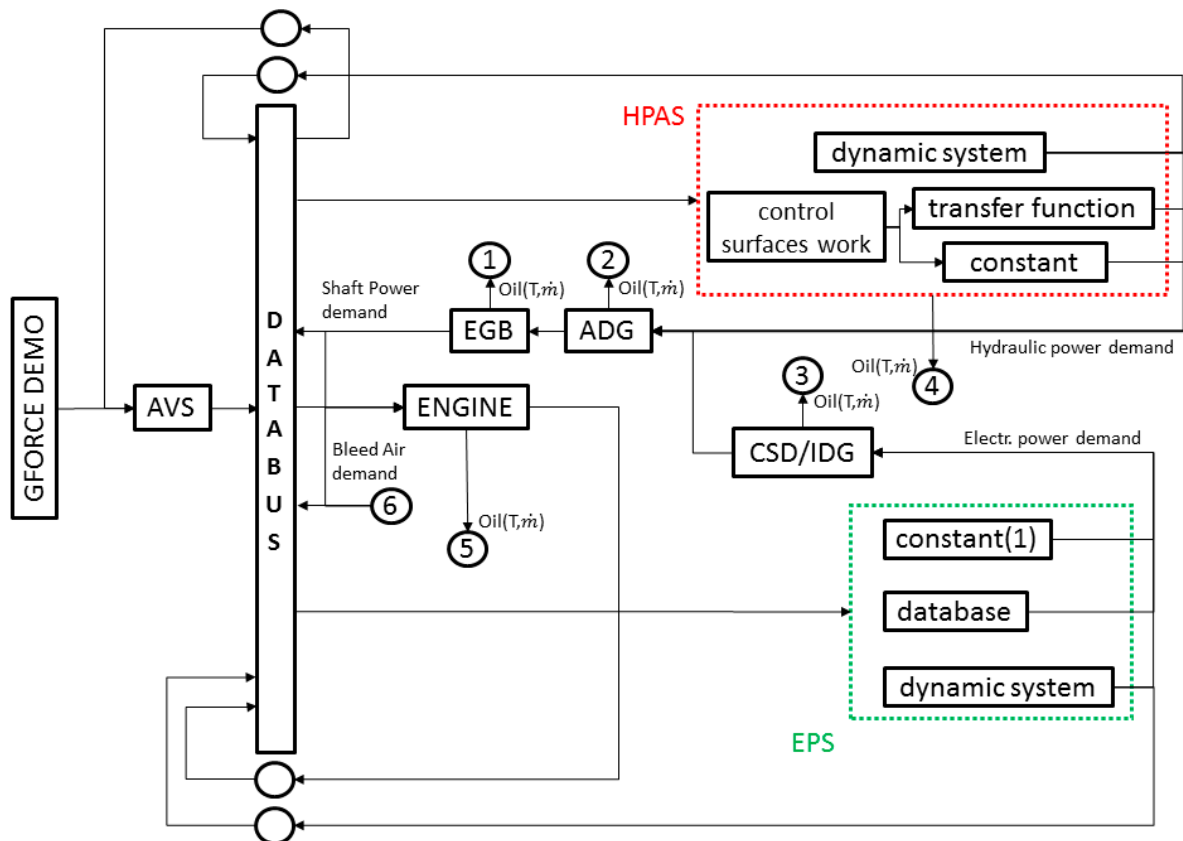 HPAS
dynamic system
control
surfaces work
transfer function
constant
1
Oil(T,ṁ)
2
Oil(T,ṁ)
Shaft Power
demand
EGB
ADG
Hydraulic power demand
Oil(T,ṁ)
4
3
Oil(T,ṁ)
GFORCE DEMO
AVS
DATABUS
ENGINE
CSD/IDG
Electr. power demand
Bleed Air
demand
6
Oil(T,ṁ)
5
constant(1)
database
dynamic system
EPS